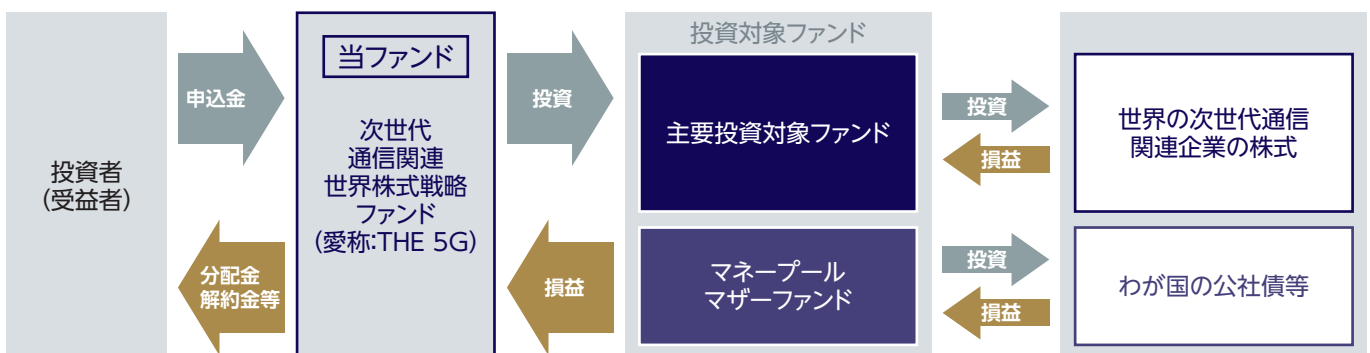 投資者
(受益者)
申込金
分配金
解約金等
当ファンド
次世代
通信関連
世界株式戦略
ファンド
(愛称:THE 5G)
投資
損益
投資対象ファンド
主要投資対象ファンド
マネープール
マザーファンド
投資
損益
投資
損益
世界の次世代通信
関連企業の株式
わが国の公社債等